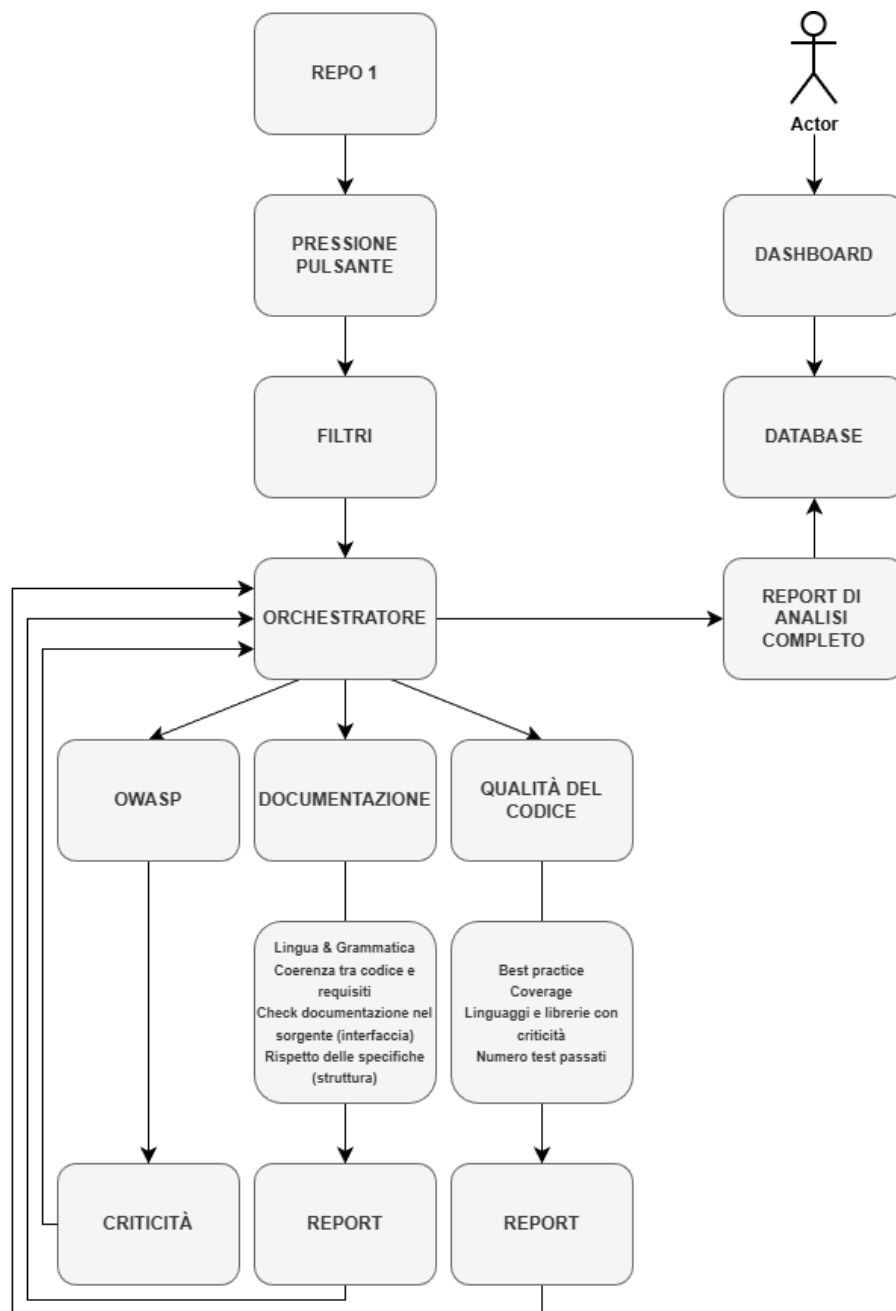 REPO 1
Actor
PRESSIONE
PULSANTE
DASHBOARD
FILTRI
DATABASE
ORCHESTRATORE
REPORT DI
ANALISI
COMPLETO
OWASP
DOCUMENTAZIONE
QUALITÀ DEL
CODICE
Lingua & Grammatica
Coerenza tra codice e
requisiti
Check documentazione nel
sorgente (interfaccia)
Rispetto delle specifiche
(struttura)
Best practice
Coverage
Linguaggi e librerie con
criticità
Numero test passati
CRITICITÀ
REPORT
REPORT